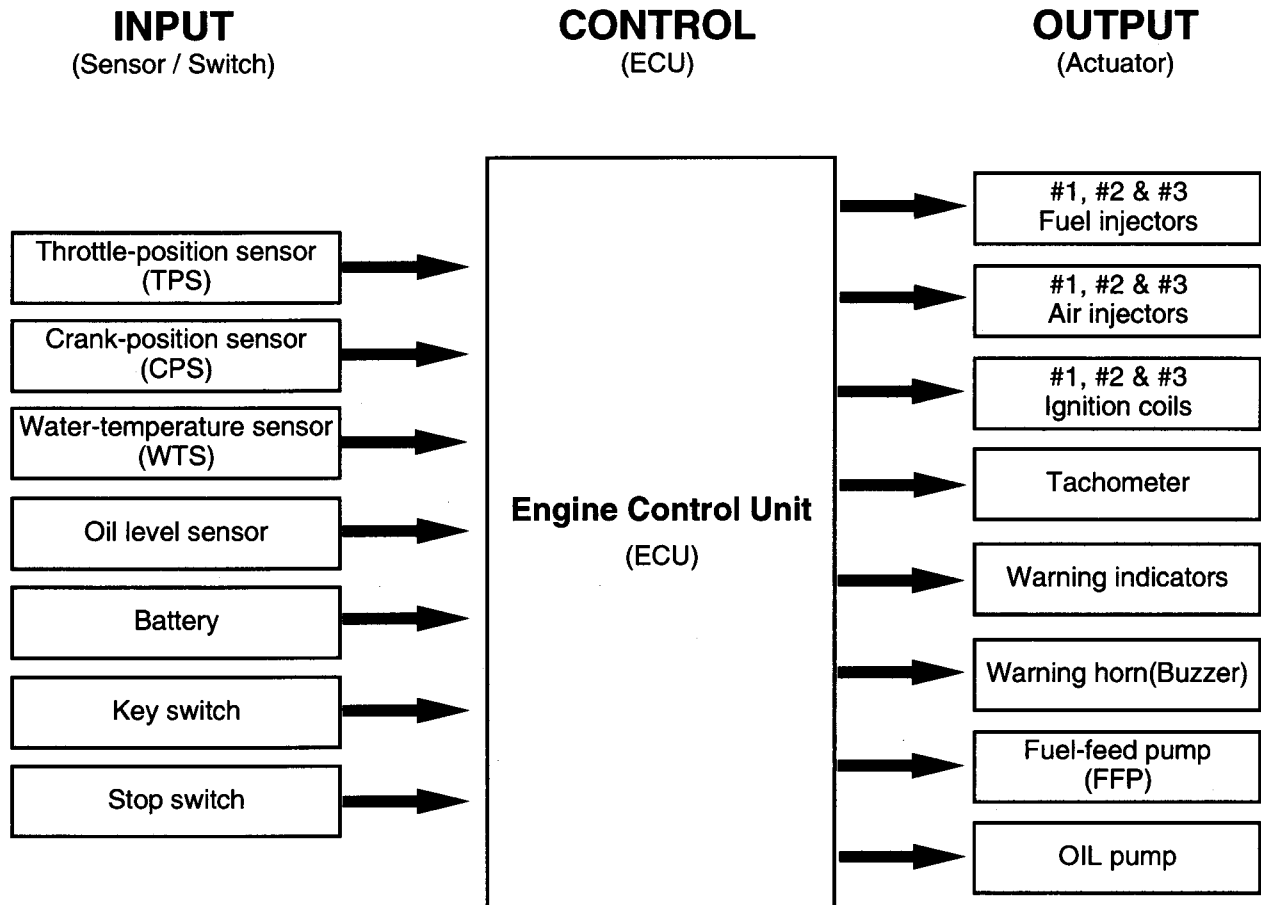 INPUT
(Sensor / Switch)
CONTROL
(ECU)
OUTPUT
(Actuator)
Throttle-position sensor
(TPS)
Crank-position sensor
(CPS)
Water-temperature sensor
(WTS)
Oil level sensor
Battery
Key switch
Stop switch
Engine Control Unit
(ECU)
#1, #2 & #3
Fuel injectors
#1, #2 & #3
Air injectors
#1, #2 & #3
Ignition coils
Tachometer
Warning indicators
Warning horn(Buzzer)
Fuel-feed pump
(FFP)
OIL pump